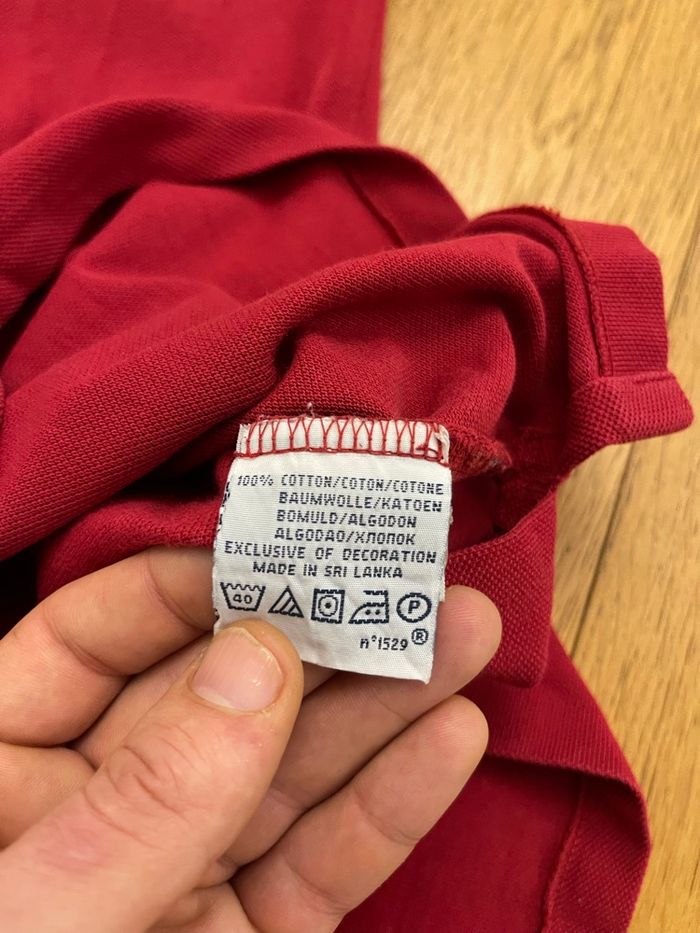 100% COTTON/COTON/COTONE
BAUMWOLLE/KATOEN
BOMULD/ALGODON
ALGODAO/ХЛОПОК
EXCLUSIVE OF DECORATION
MADE IN SRI LANKA
40 P
n°1529®